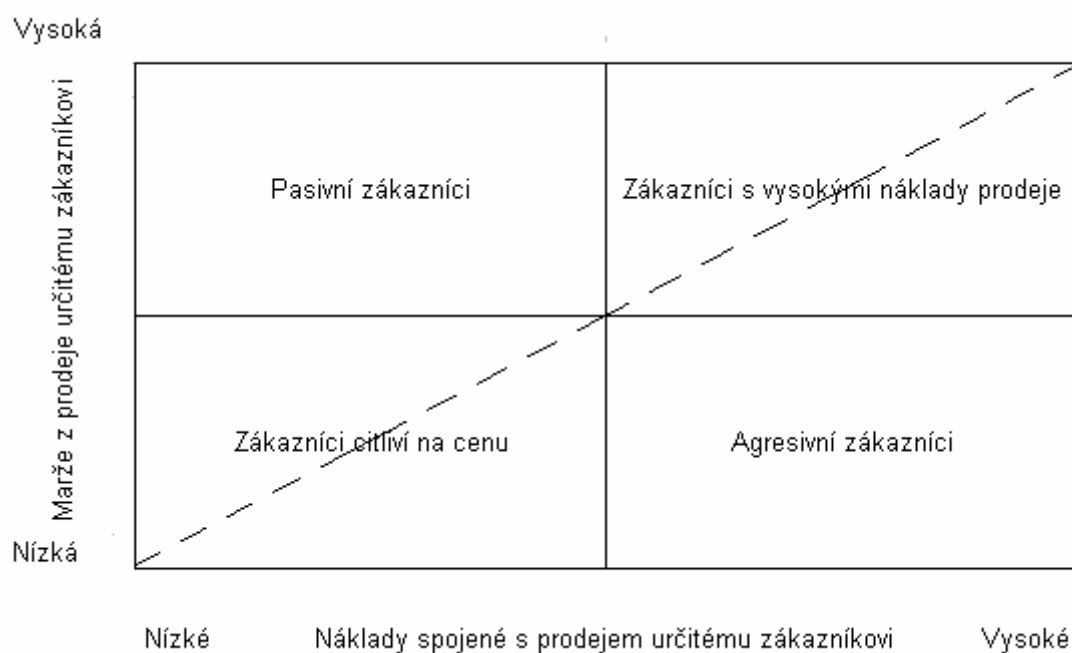 Vysoká
Marže z prodeje určitému zákazníkovi
Pasivní zákazníci
Zákazníci s vysokými náklady prodeje
Zákazníci citliví na cenu
Agresivní zákazníci
Nízká
Nízké
Náklady spojené s prodejem určitému zákazníkovi
Vysoké